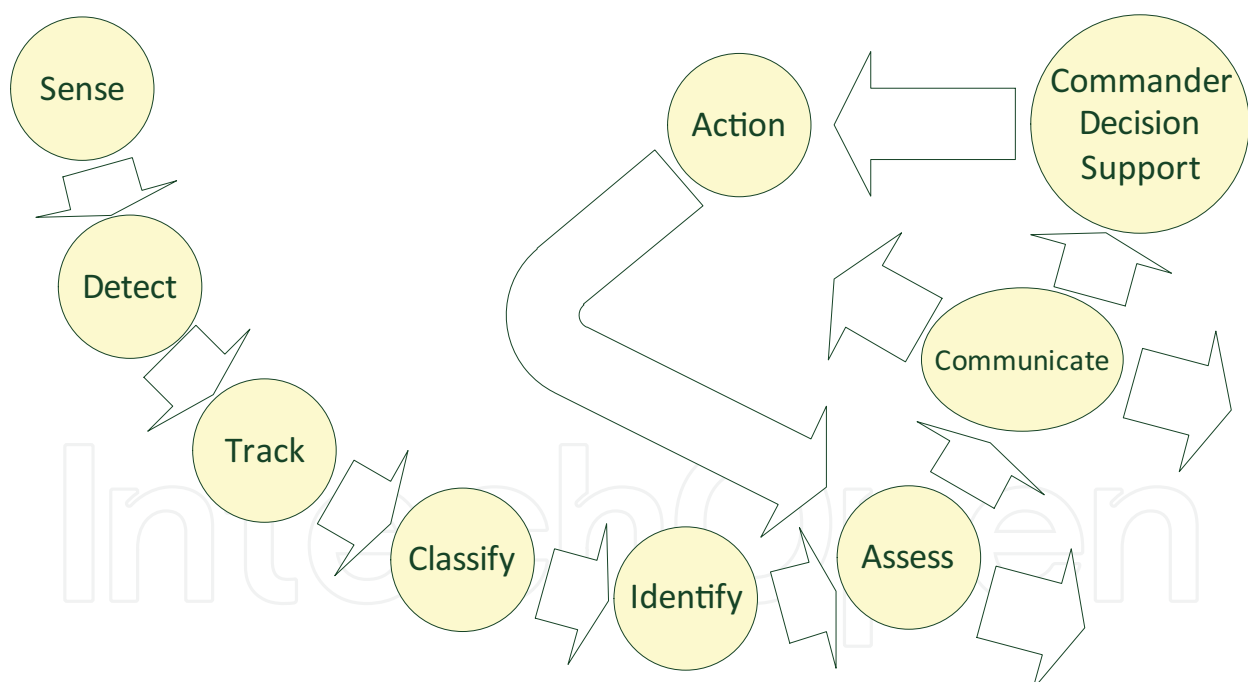 Sense
Detect
Track
Classify
Identify
Assess
Communicate
Commander
Decision
Support
Action
IntechOpen